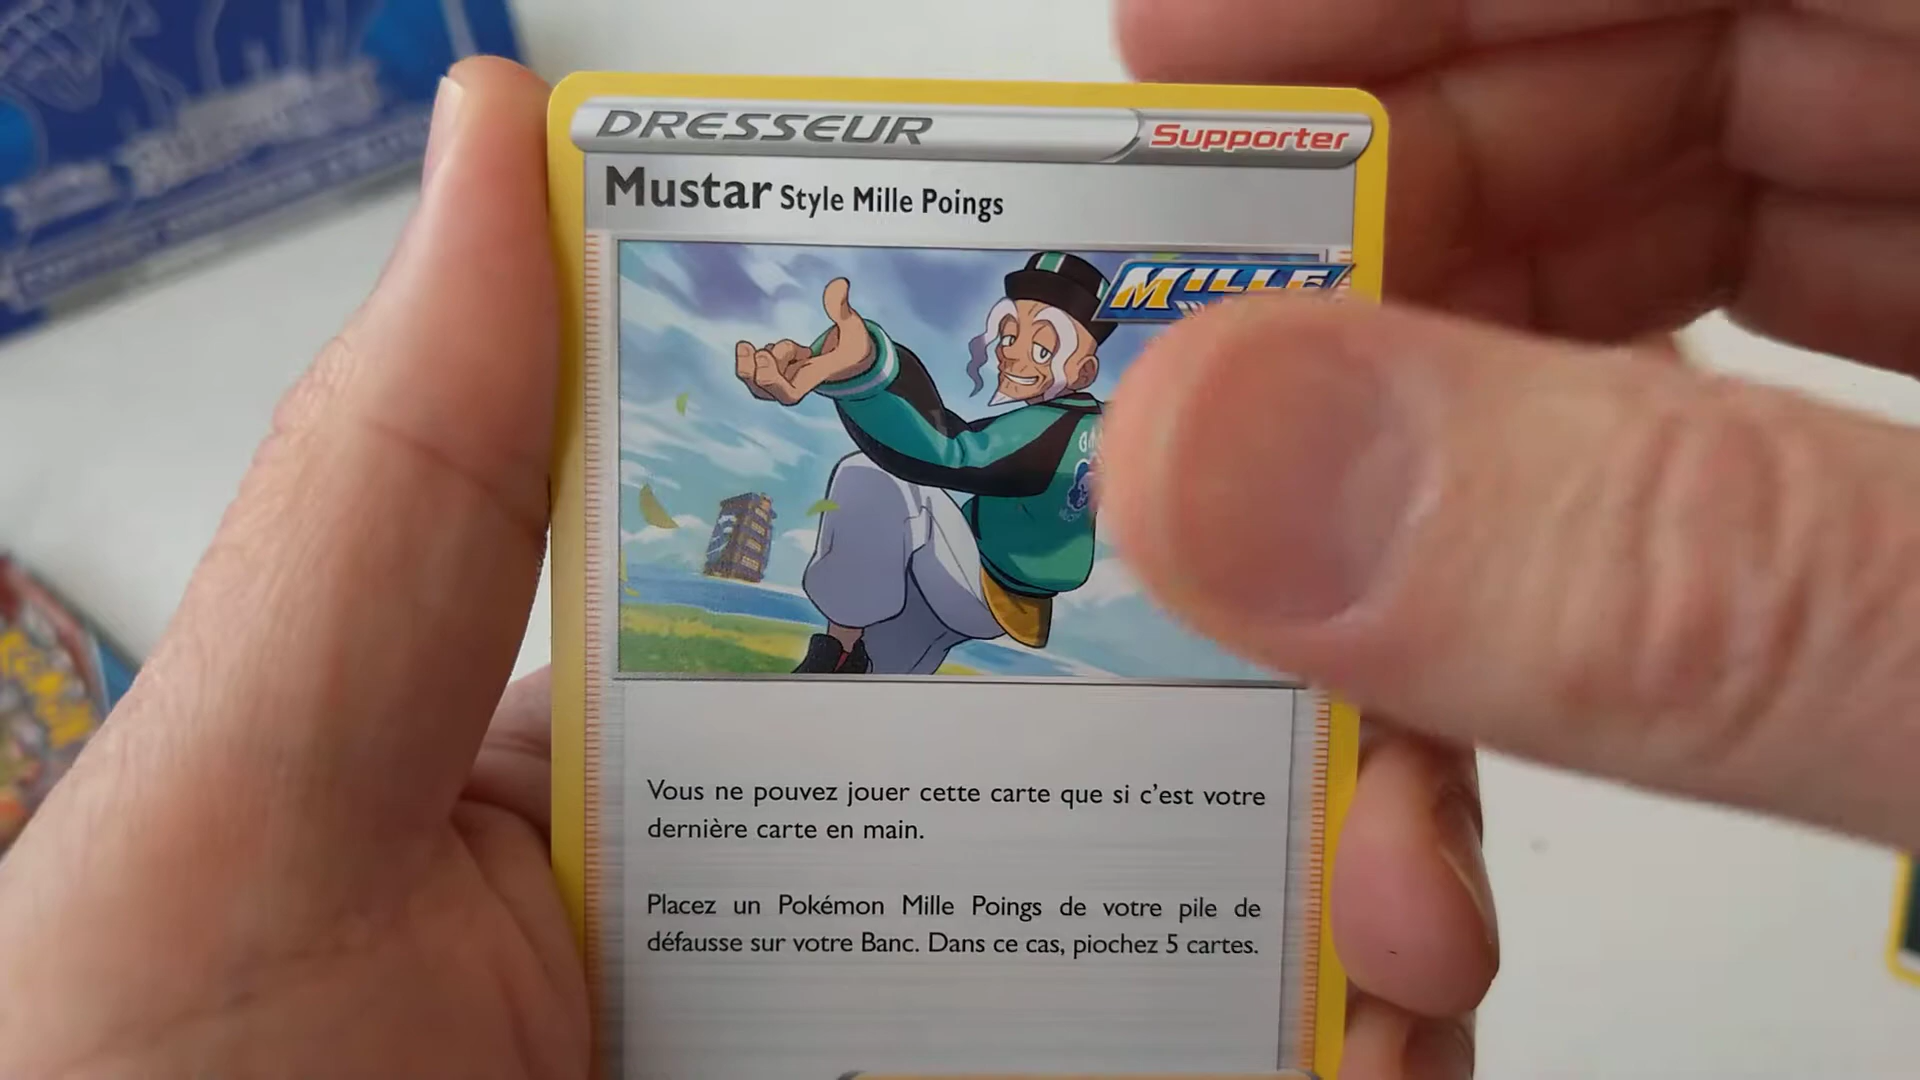 DRESSEUR
Supporter
Mustar Style Mille Poings
MILLE
Vous ne pouvez jouer cette carte que si c'est votre
dernière carte en main.
Placez un Pokémon Mille Poings de votre pile de
défausse sur votre Banc. Dans ce cas, piochez 5 cartes.